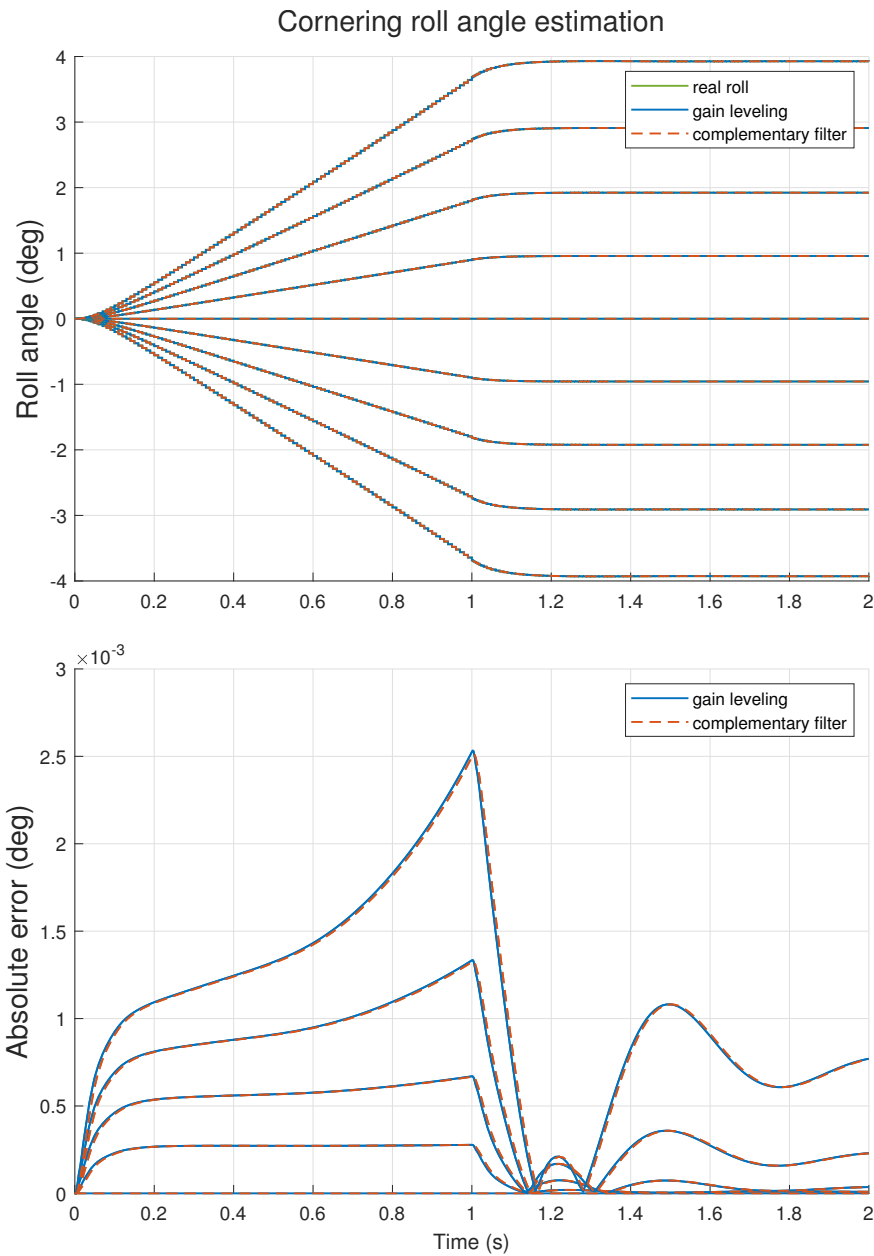 Cornering roll angle estimation
4
3
2
1
0
-1
-2
-3
-4
Roll angle (deg)
real roll
gain leveling
complementary filter
0 0.2 0.4 0.6 0.8 1 1.2 1.4 1.6 1.8 2
×10-3
3
2.5
2
1.5
1
0.5
0
Absolute error (deg)
gain leveling
complementary filter
0 0.2 0.4 0.6 0.8 1 1.2 1.4 1.6 1.8 2
Time (s)